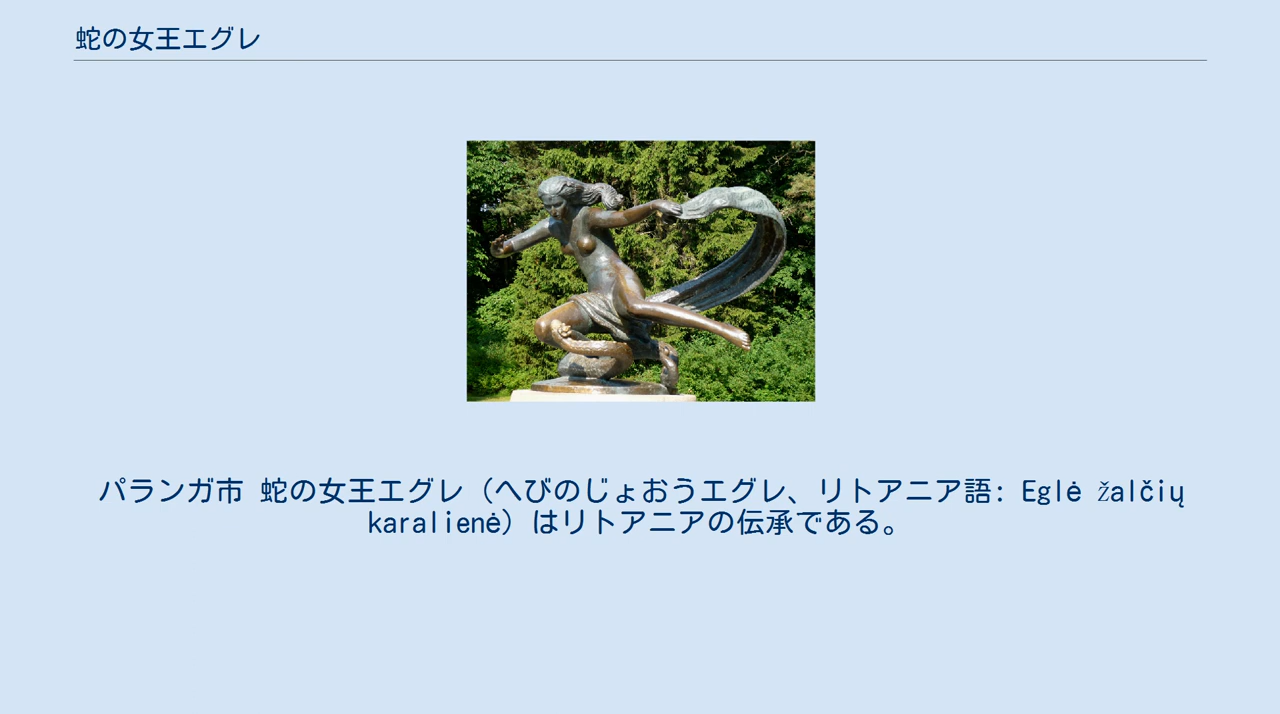 蛇の女王エグレ
パランガ市 蛇の女王エグレ（へびのじょおうエグレ、リトアニア語: Eglė žalčių
karalienė）はリトアニアの伝承である。